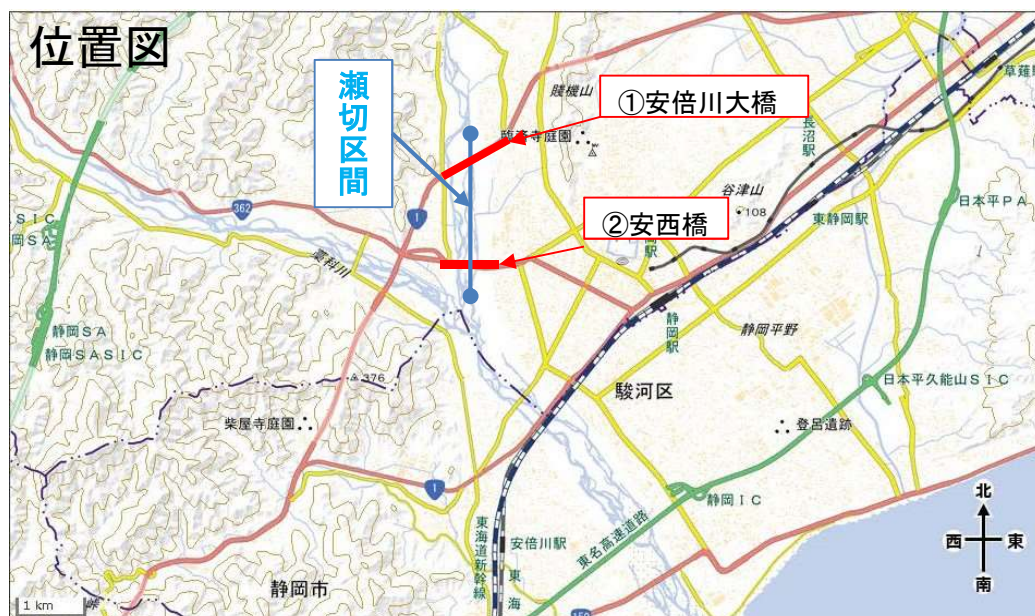 位置図
瀬切区間
①安倍川大橋
②安西橋
賤機山
臨済寺庭園
長沼駅
草薙
谷津山
108
東静岡駅
日本平PA
362
1
藁科川
静岡SA
静岡SASIC
静岡駅
静岡平野
日本平久能山SIC
376
柴屋寺庭園
駿河区
登呂遺跡
1
静岡IC
東名高速道路
東海道新幹線
安倍川駅
東海
静岡市
150
北
西
東
南
1 km